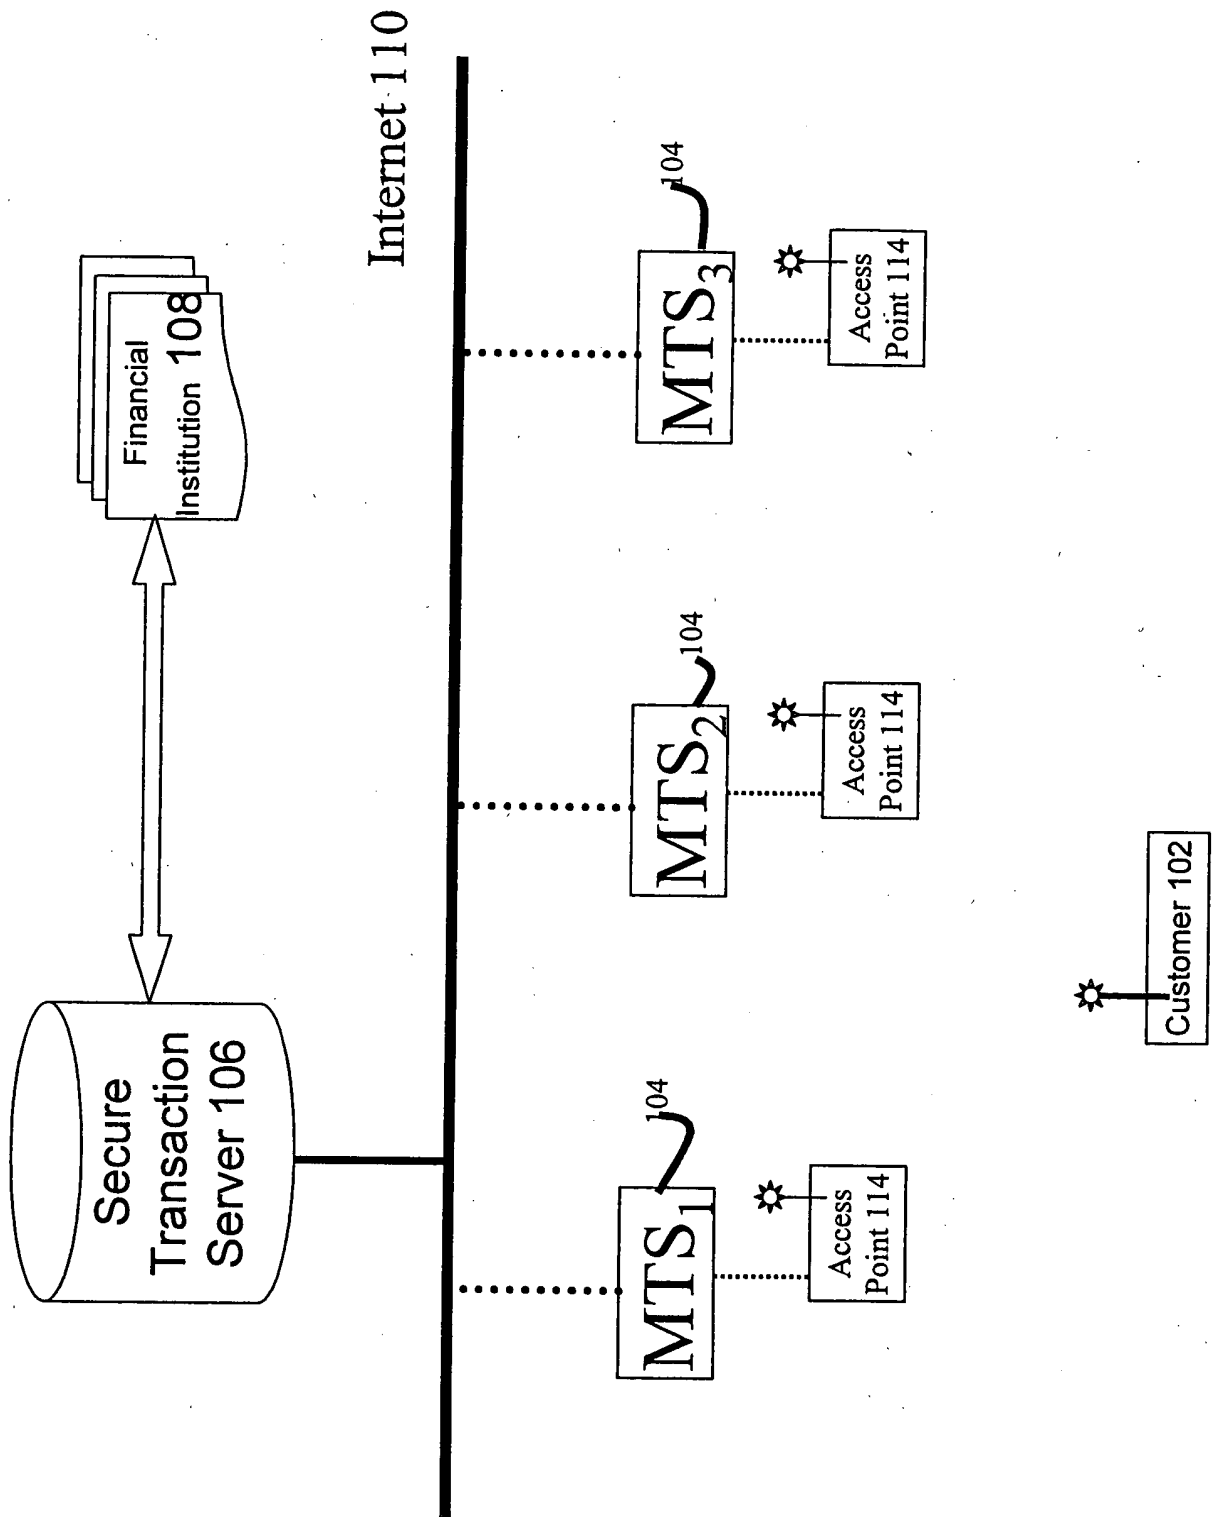 Secure
Transaction
Server 106
Financial
Institution 108
Internet 110
MTS1
104
MTS2
104
MTS3
104
Access
Point 114
Access
Point 114
Access
Point 114
Customer 102